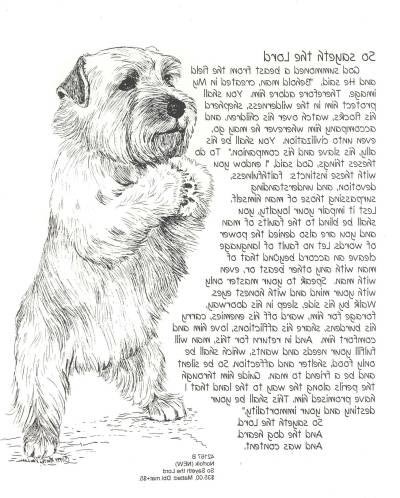 So sayeth the Lord
God summoned a beast from the field
and He said, "Behold man, created in My
image. Therefore adore him. You shall
protect him in the wilderness, shepherd
his flocks, watch over his children, and
accompany him wherever he may go,
even unto civilization. You shall be his
ally, his slave and his companion." "To do
theses things, God said, "I endow you
with these instincts: Faithfulness,
devotion, and understanding
surpassing those of man himself.
Lest it impair your loyalty, you
shall be blind to the faults of man
and you are also denied the power
of words. Let no fault of language
cleave an accord beyond that of
man with any other beast, or, even
with man. Speak to your master only
with your mind and with honest eyes.
Walk by his side, sleep in his doorway,
forage for him, ward off his enemies, carry
his burdens, share his afflictions, love him and
comfort him. And in return for this, man will
fulfill your needs and wants, which shall be
only food, shelter and affection. So be silent
and be a friend to man. Guide him through
the perils along the way to the land that I
have promised him. This shall be your
destiny and your immortality."
So sayeth the Lord.
And the dog heard.
And was content.
42167 B
Norfolk (NEW)
So Sayeth the Lord
$35.00, Matted: Dbl mat+$5